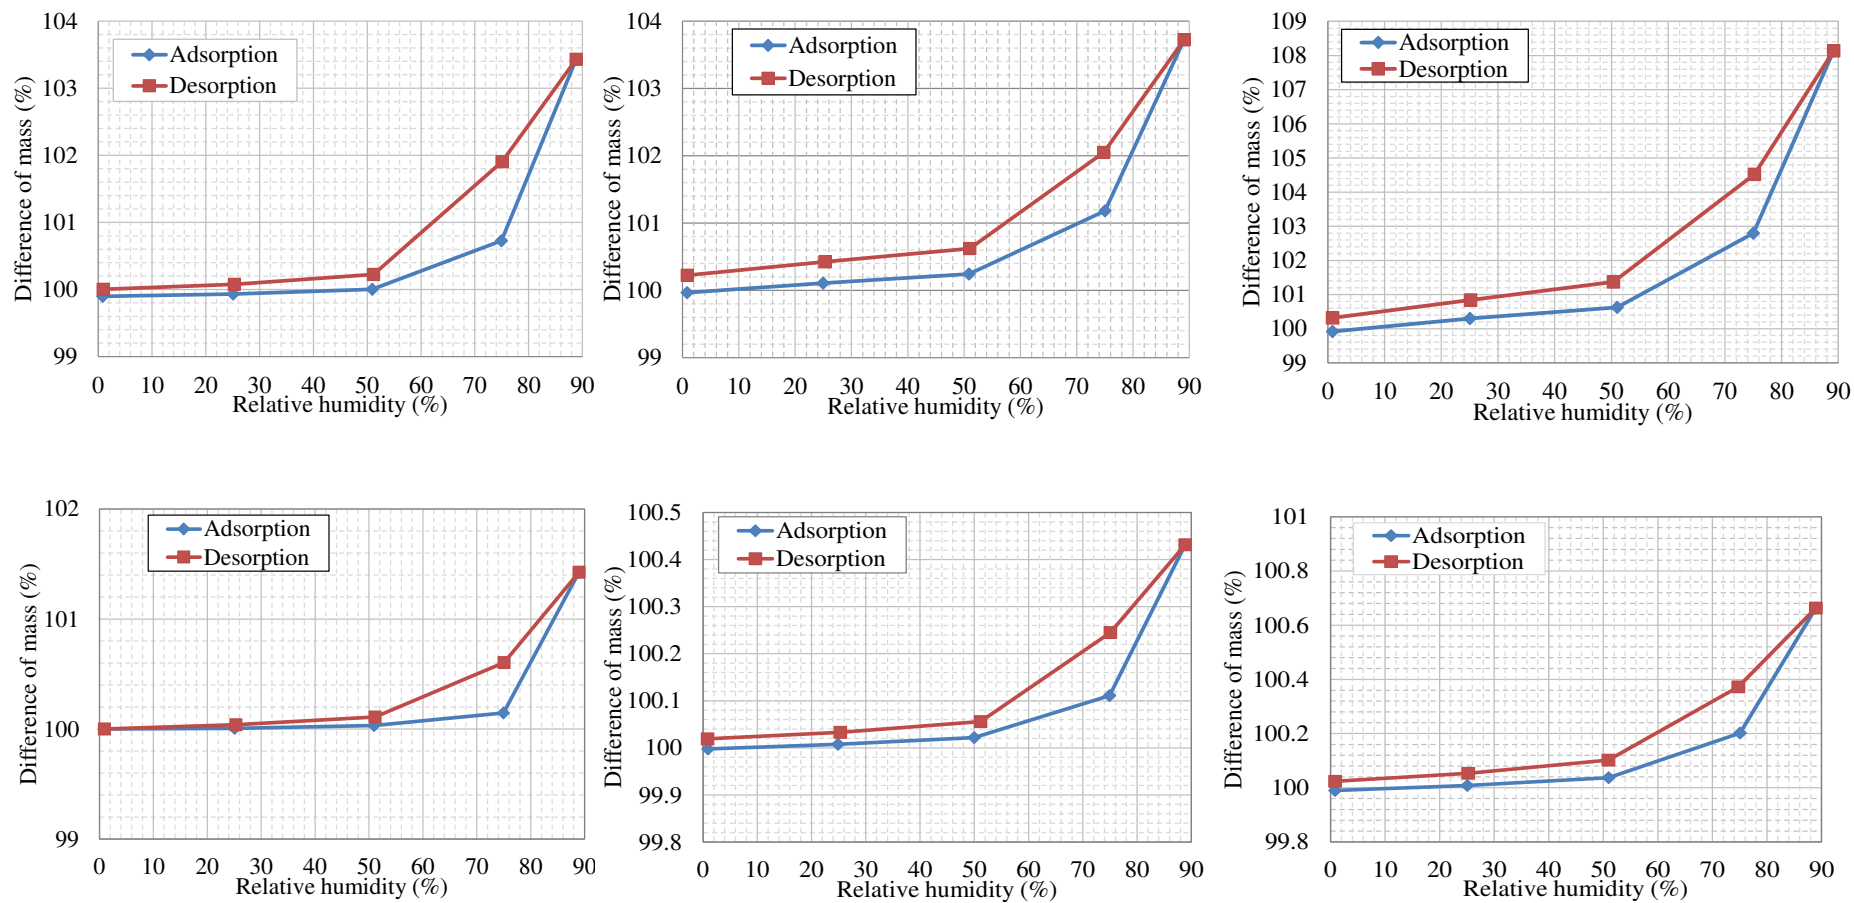 104
103
102
101
100
99
Difference of mass (%)
Adsorption
Desorption
0 10 20 30 40 50 60 70 80 90
Relative humidity (%)
104
103
102
101
100
99
Difference of mass (%)
Adsorption
Desorption
0 10 20 30 40 50 60 70 80 90
Relative humidity (%)
109
108
107
106
105
104
103
102
101
100
99
Difference of mass (%)
Adsorption
Desorption
0 10 20 30 40 50 60 70 80 90
Relative humidity (%)
102
101
100
99
Difference of mass (%)
Adsorption
Desorption
0 10 20 30 40 50 60 70 80 90
Relative humidity (%)
100.5
100.4
100.3
100.2
100.1
100
99.9
99.8
Difference of mass (%)
Adsorption
Desorption
0 10 20 30 40 50 60 70 80 90
Relative humidity (%)
101
100.8
100.6
100.4
100.2
100
99.8
Difference of mass (%)
Adsorption
Desorption
0 10 20 30 40 50 60 70 80 90
Relative humidity (%)